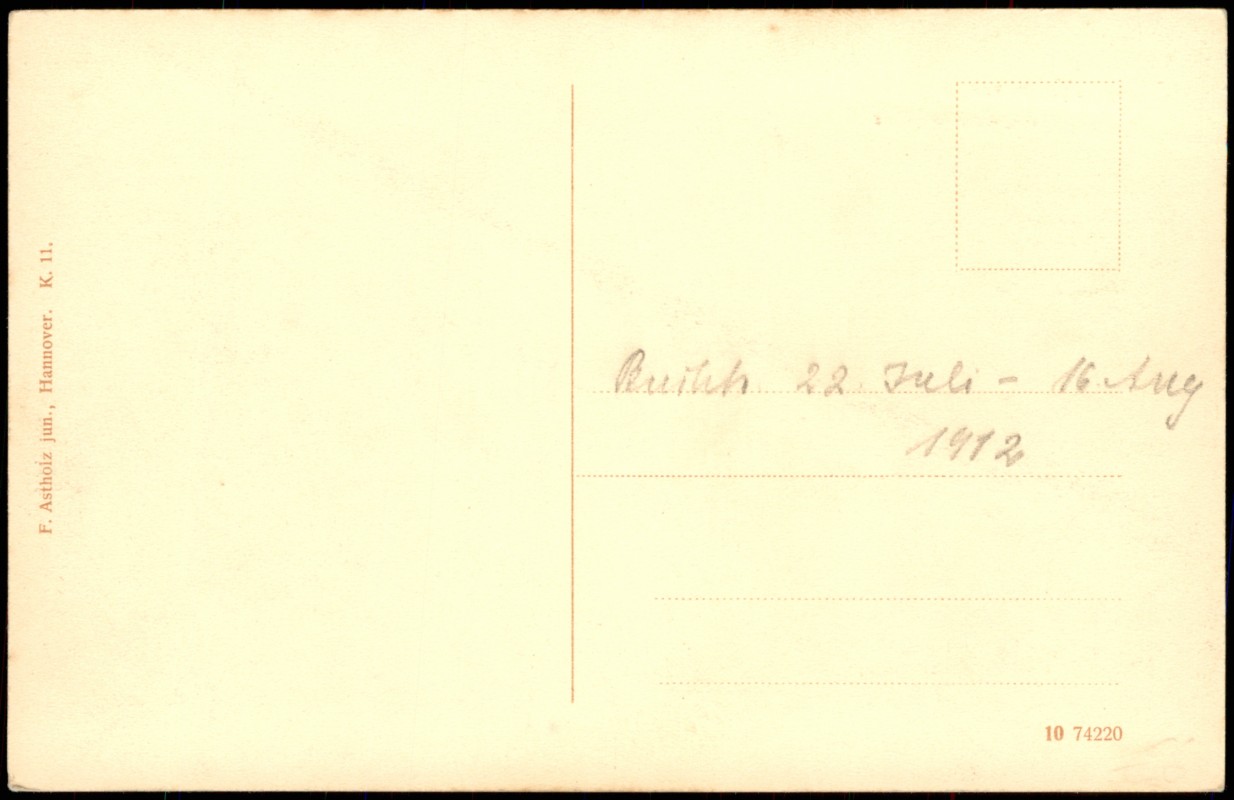 F. Astholz jun., Hannover. K. 11.
22. Juli - 16. Aug
1912
10 74220